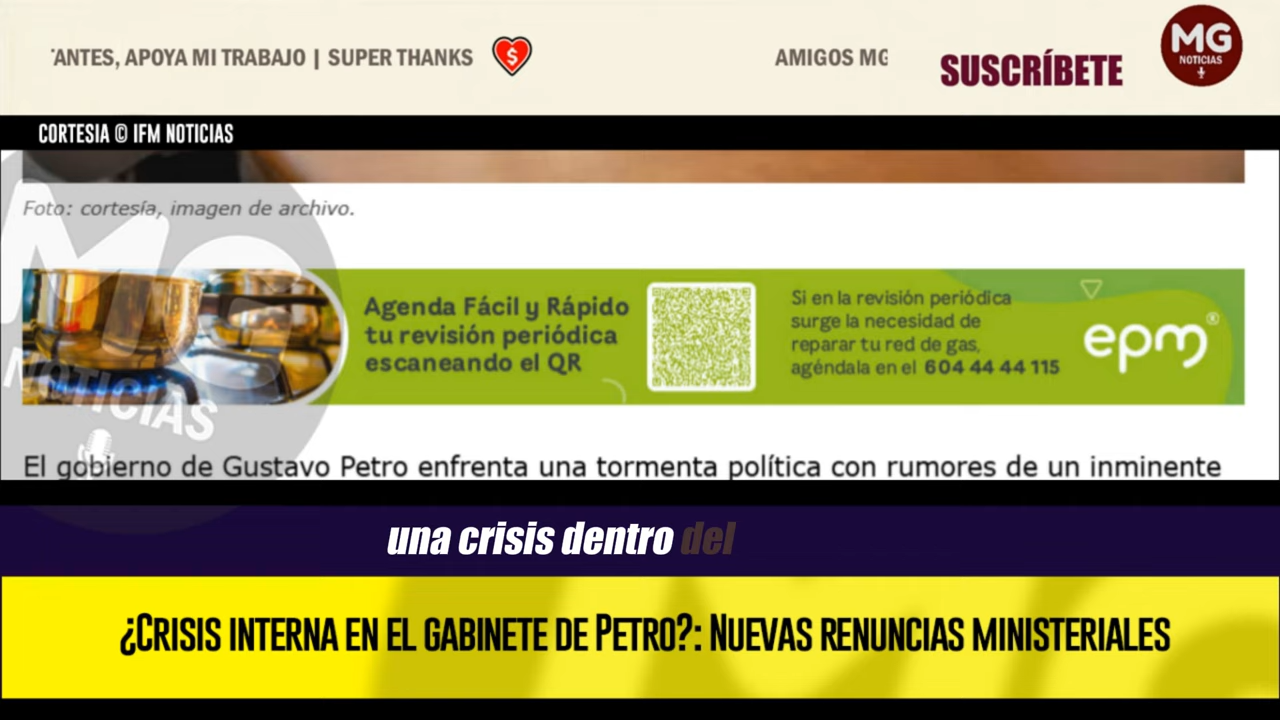 TANTES, APOYA MI TRABAJO | SUPER THANKS
$
AMIGOS MG
SUSCRÍBETE
MG
NOTICIAS
CORTESIA © IFM NOTICIAS
Foto: cortesía, imagen de archivo.
MG
NOTICIAS
Agenda Fácil y Rápido
tu revisión periódica
escaneando el QR
Si en la revisión periódica
surge la necesidad de
reparar tu red de gas,
agéndala en el 604 44 44 115
epm®
El gobierno de Gustavo Petro enfrenta una tormenta política con rumores de un inminente
una crisis dentro del
¿Crisis interna en el gabinete de Petro?: Nuevas renuncias ministeriales